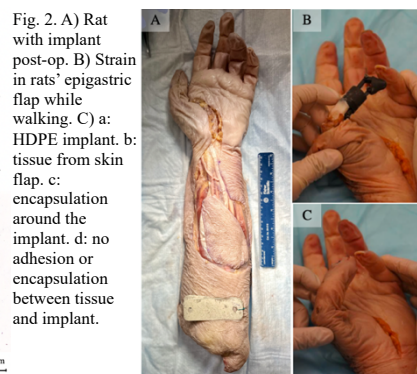 Fig. 2. A) Rat
with implant
post-op. B) Strain
in rats' epigastric
flap while
walking. C) a:
HDPE implant. b:
tissue from skin
flap. c:
encapsulation
around the
implant. d: no
adhesion or
encapsulation
between tissue
and implant.
A
B
C